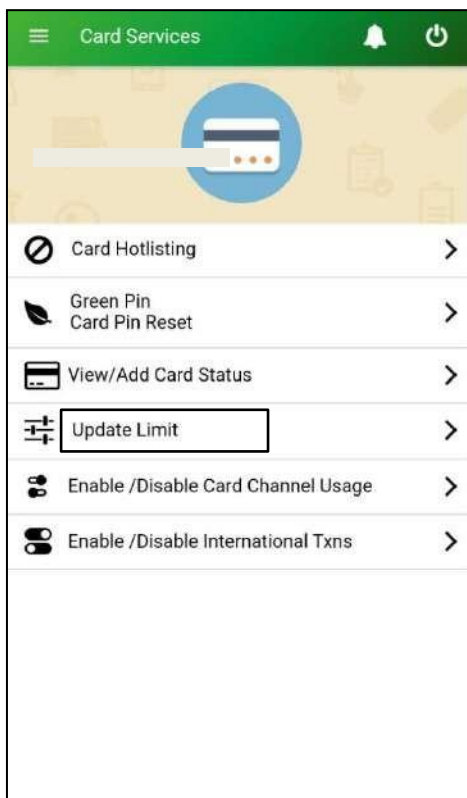 Card Services
Card Hotlisting
Green Pin
Card Pin Reset
View/Add Card Status
Update Limit
Enable /Disable Card Channel Usage
Enable /Disable International Txns